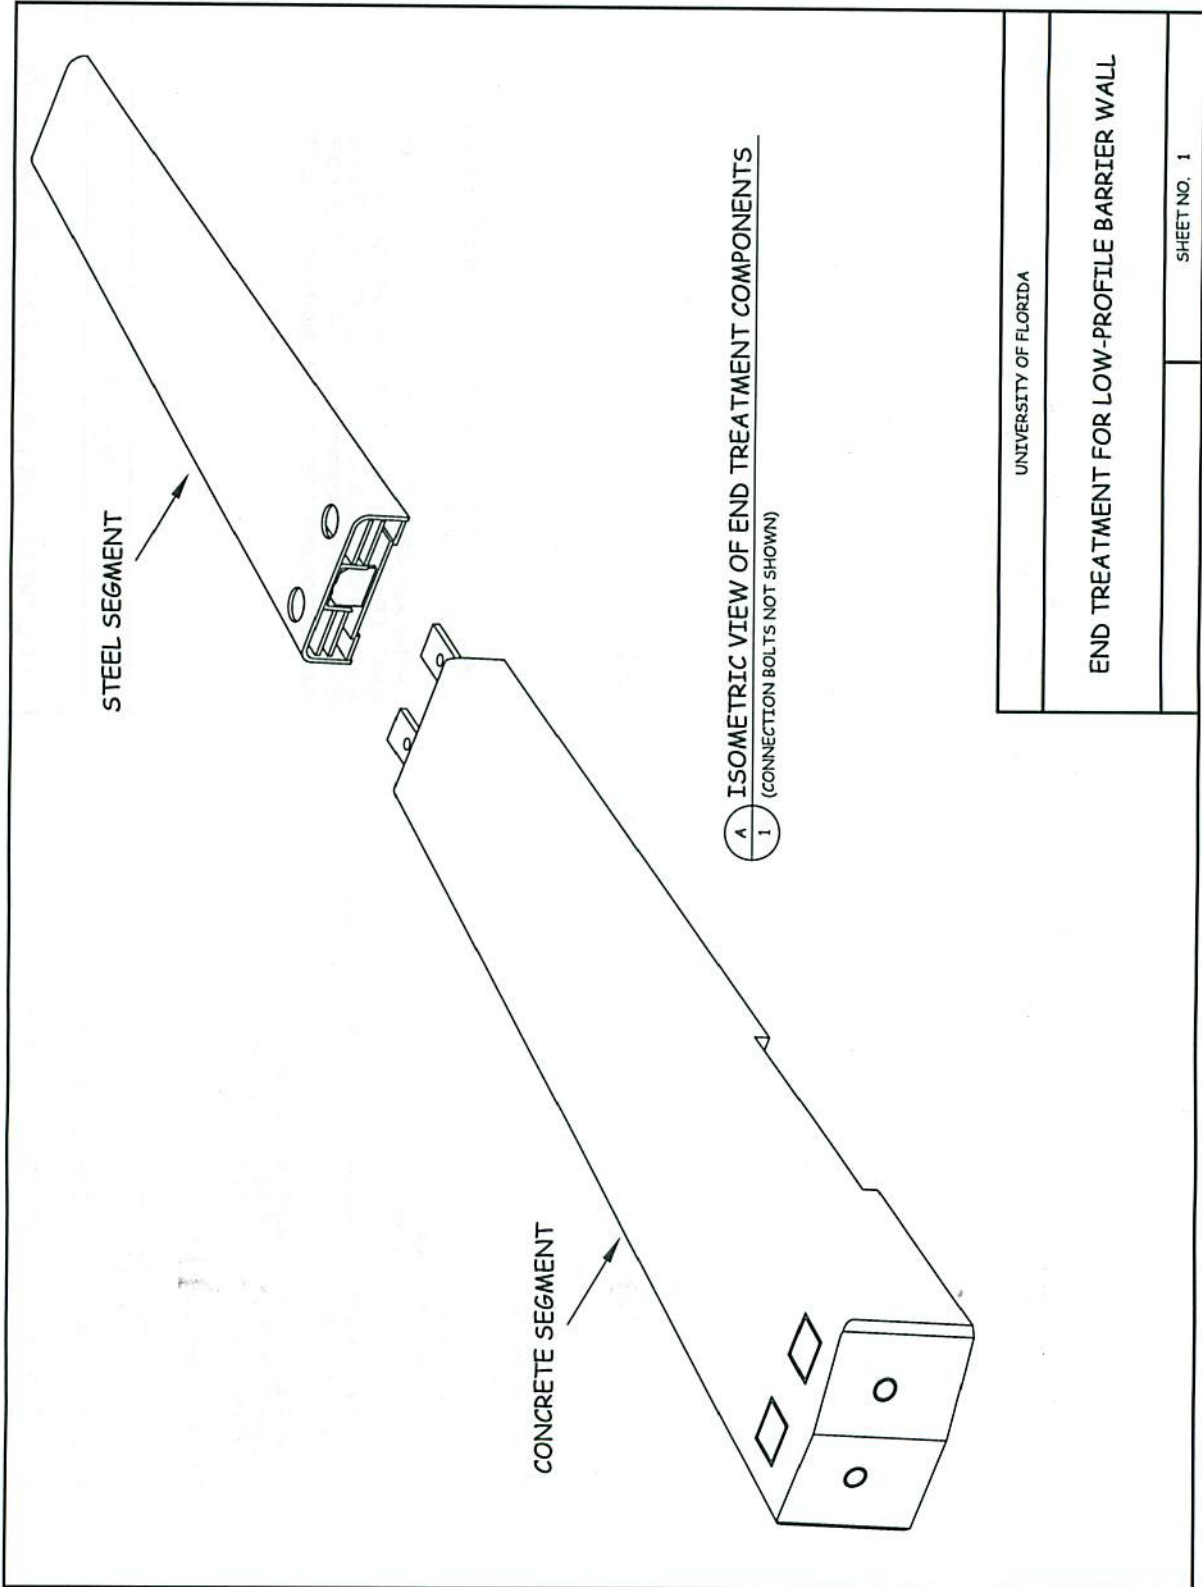 STEEL SEGMENT
CONCRETE SEGMENT
A
1
ISOMETRIC VIEW OF END TREATMENT COMPONENTS
(CONNECTION BOLTS NOT SHOWN)
UNIVERSITY OF FLORIDA
END TREATMENT FOR LOW-PROFILE BARRIER WALL
SHEET NO. 1